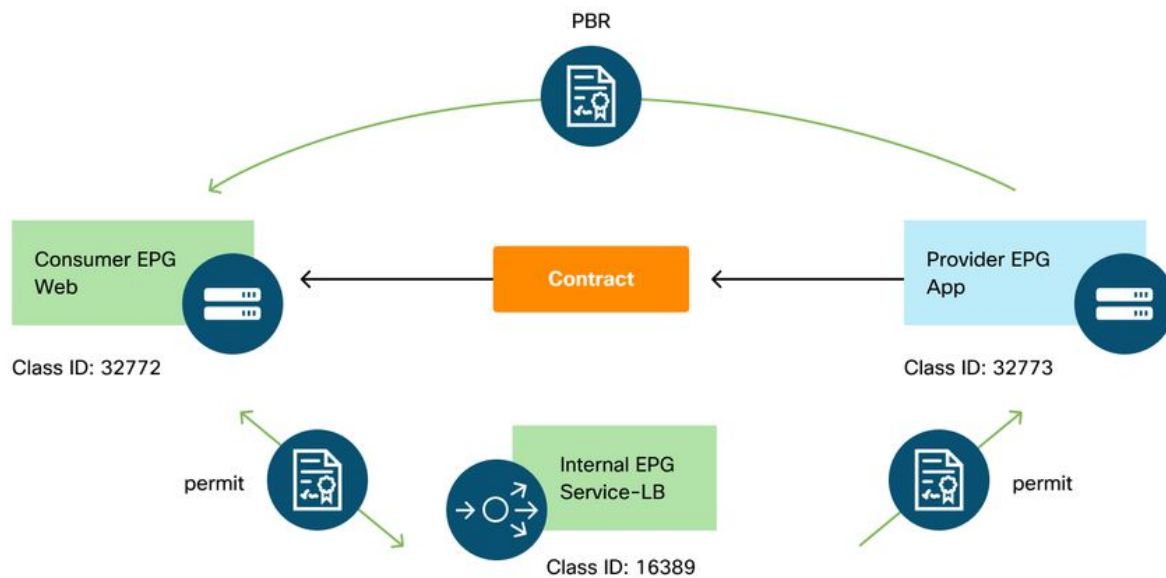 PBR
Consumer EPG
Web
Contract
Provider EPG
App
Class ID: 32772
Class ID: 32773
permit
Internal EPG
Service-LB
permit
Class ID: 16389